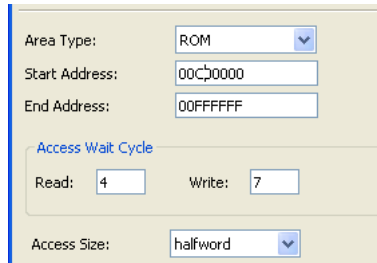 Area Type: ROM
Start Address: 00C00000
End Address: 00FFFFFF
Access Wait Cycle
Read: 4 Write: 7
Access Size: halfword